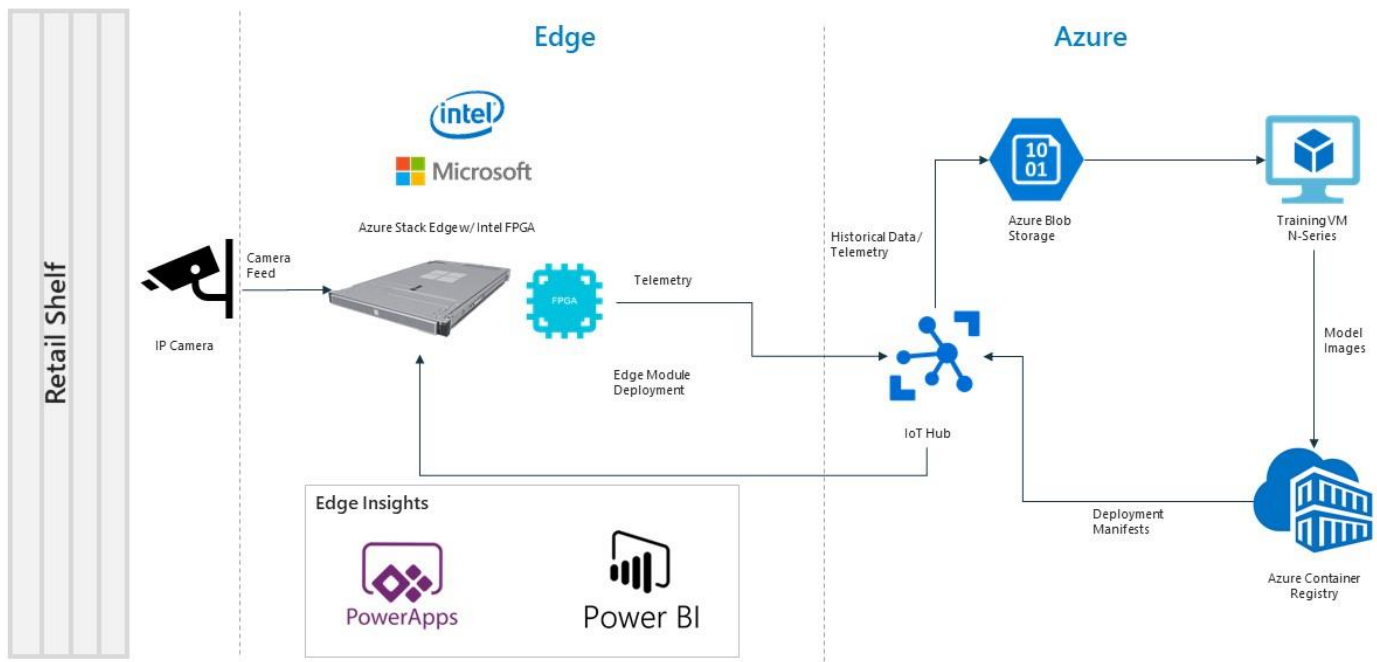 Edge
Azure
intel
Microsoft
Azure Stack Edgew/ Intel FPGA
10
01
Azure Blob
Storage
Training VM
N-Series
Retail Shelf
Camera
Feed
IP Camera
FPGA
Telemetry
Historical Data/
Telemetry
Edge Module
Deployment
IoT Hub
Model
Images
Deployment
Manifests
Azure Container
Registry
Edge Insights
PowerApps
Power BI